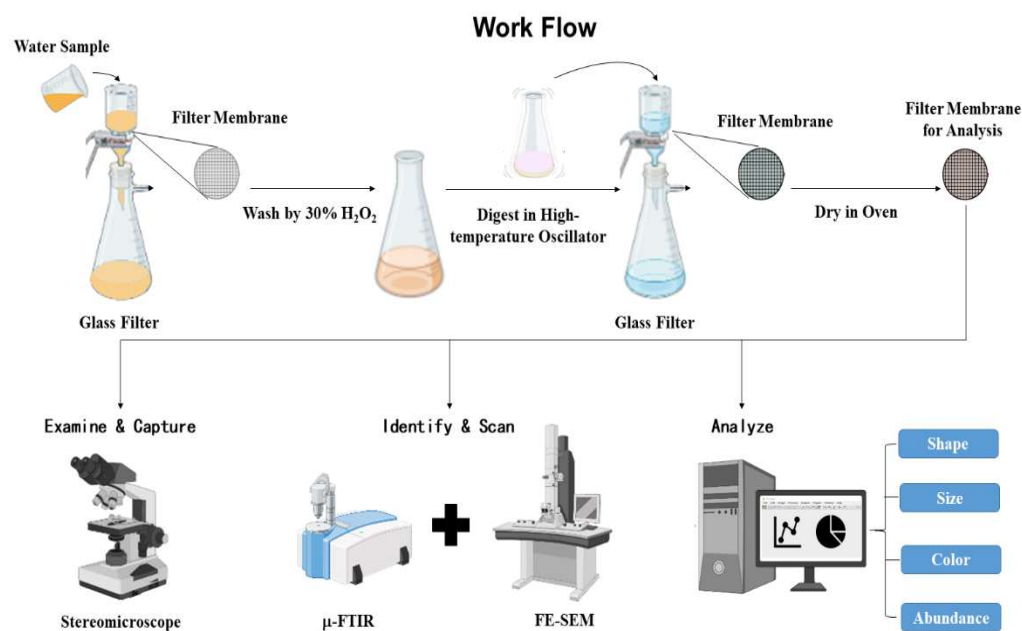 Work Flow
Water Sample
Filter Membrane
Wash by 30% H₂O₂
Glass Filter
Digest in High-
temperature Oscillator
Filter Membrane
Glass Filter
Dry in Oven
Filter Membrane
for Analysis
Examine & Capture
Identify & Scan
Analyze
Stereomicroscope
μ-FTIR
FE-SEM
Shape
Size
Color
Abundance